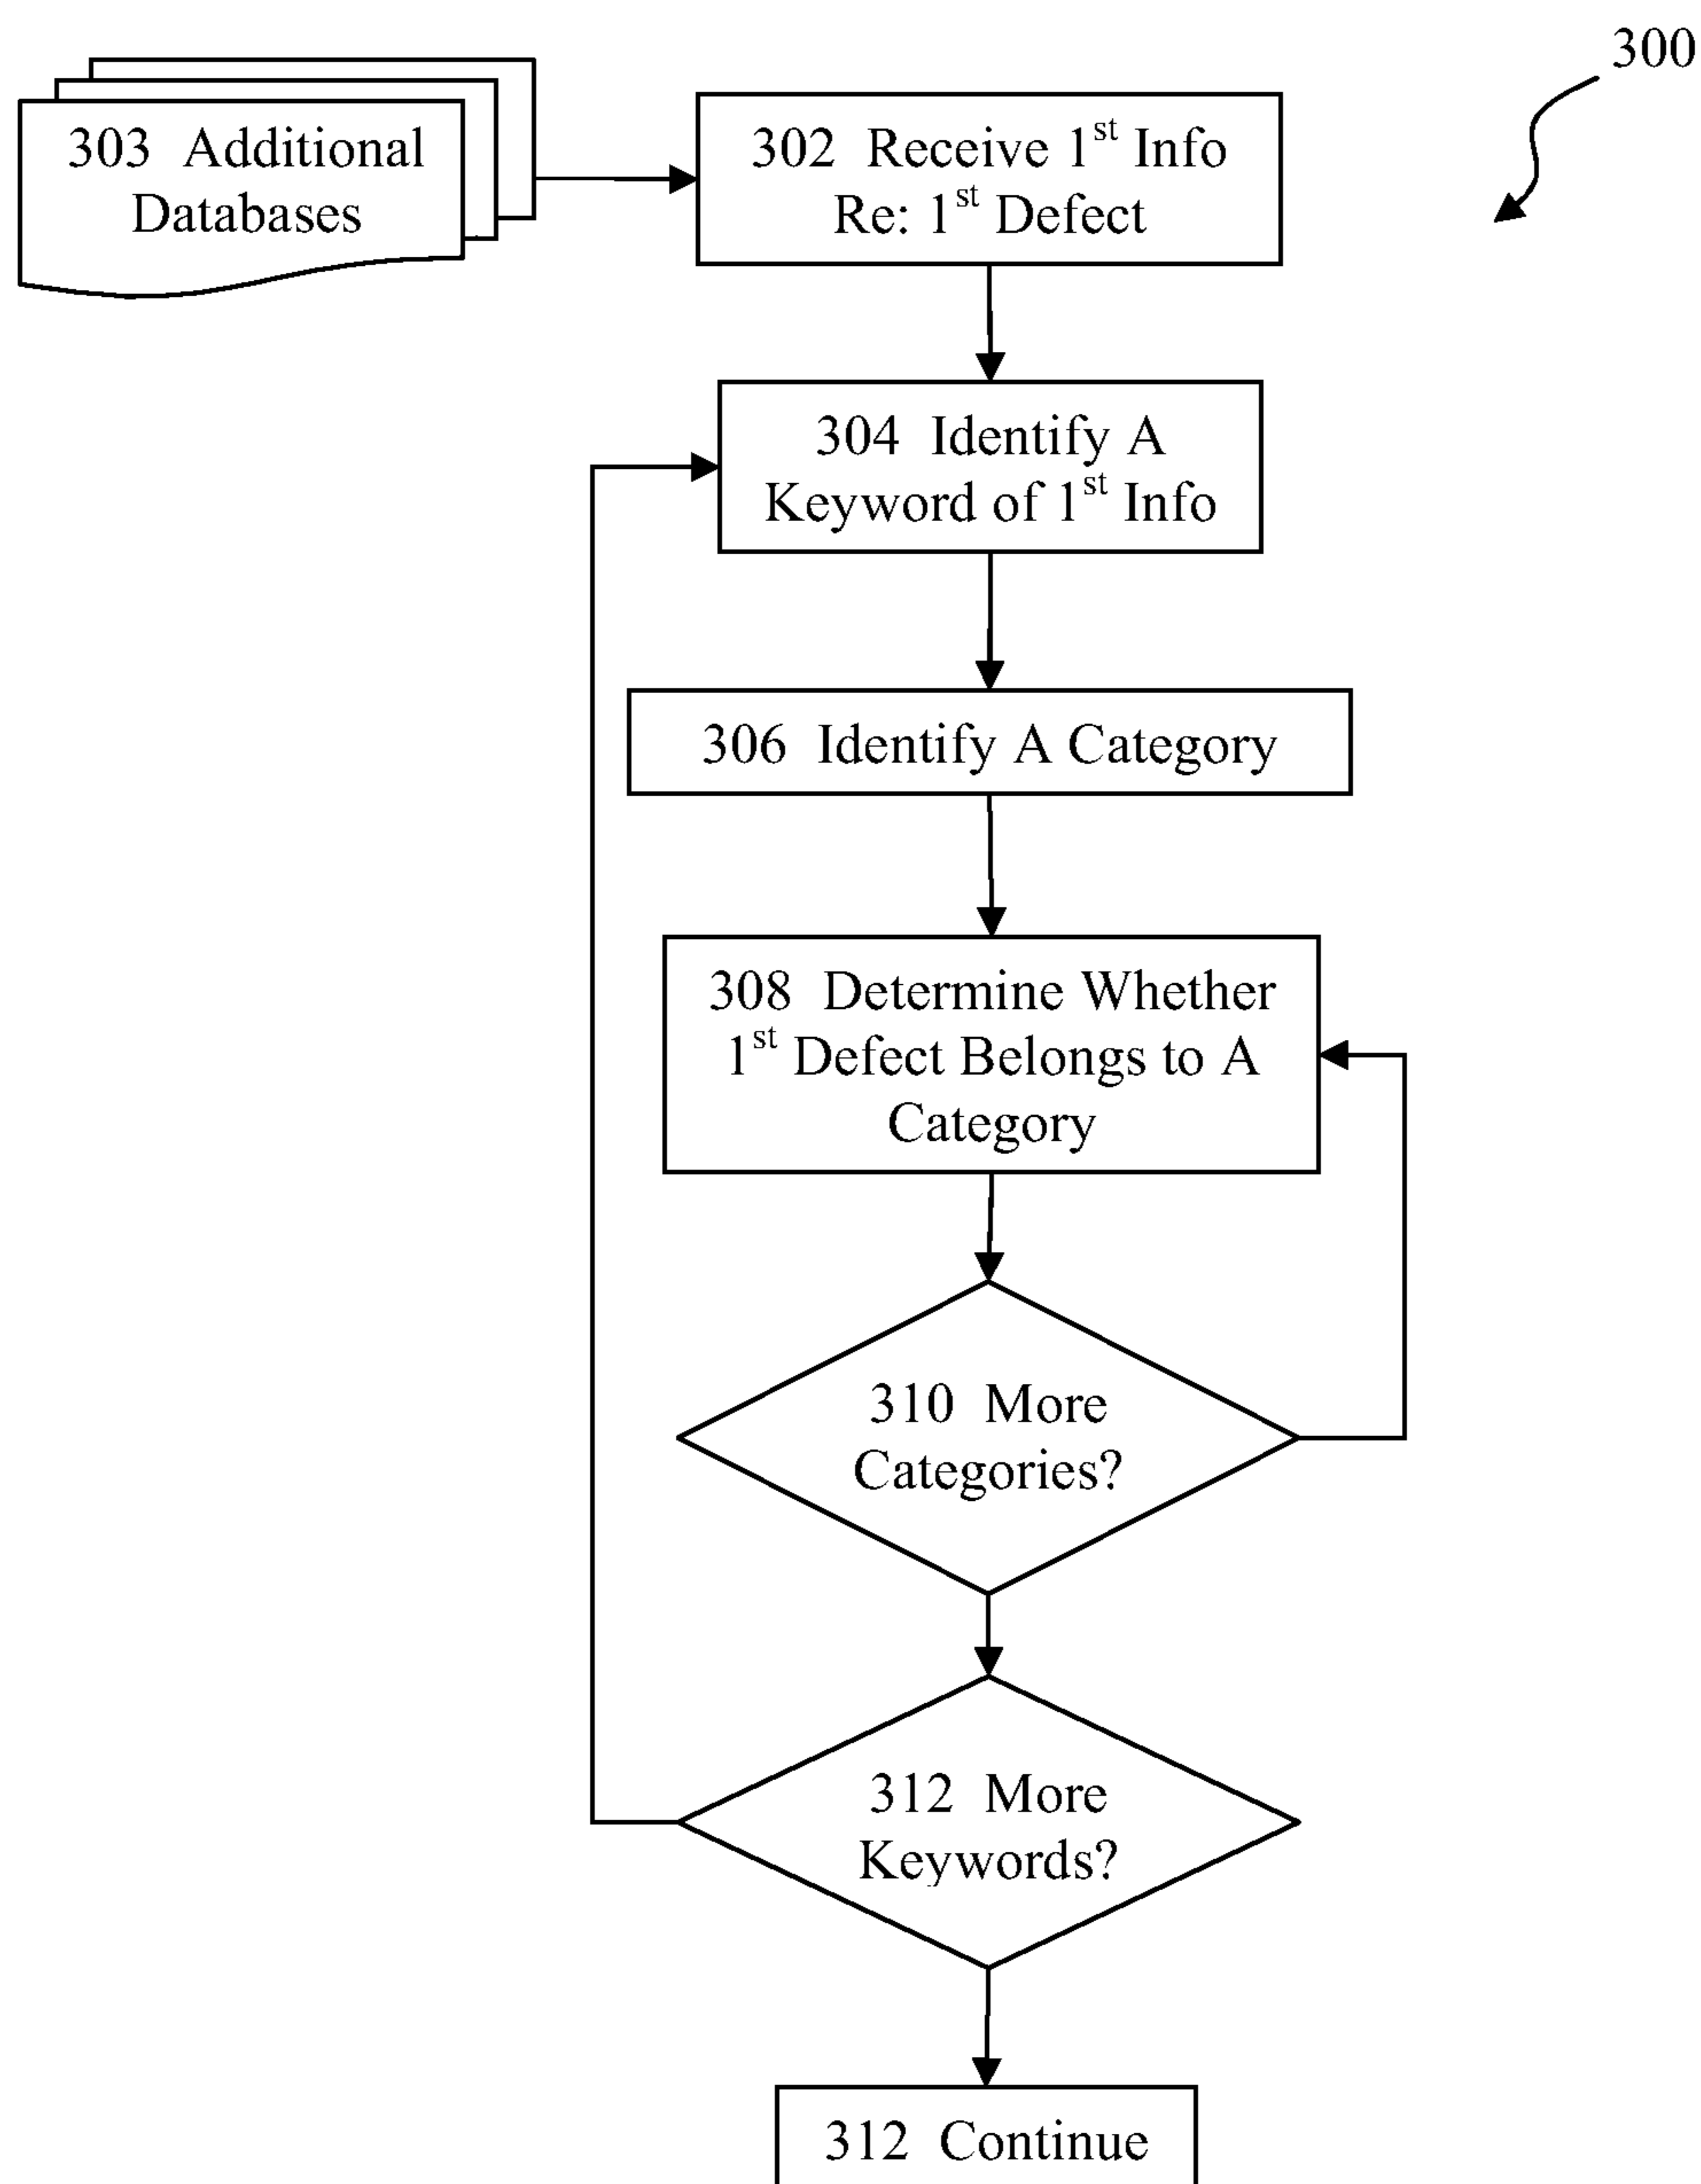 300
303 Additional
Databases
302 Receive 1st Info
Re: 1st Defect
304 Identify A
Keyword of 1st Info
306 Identify A Category
308 Determine Whether
1st Defect Belongs to A
Category
310 More
Categories?
312 More
Keywords?
312 Continue